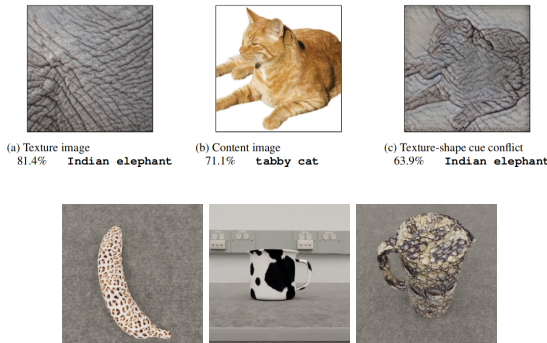 (a) Texture image
81.4% Indian elephant
(b) Content image
71.1% tabby cat
(c) Texture-shape cue conflict
63.9% Indian elephant